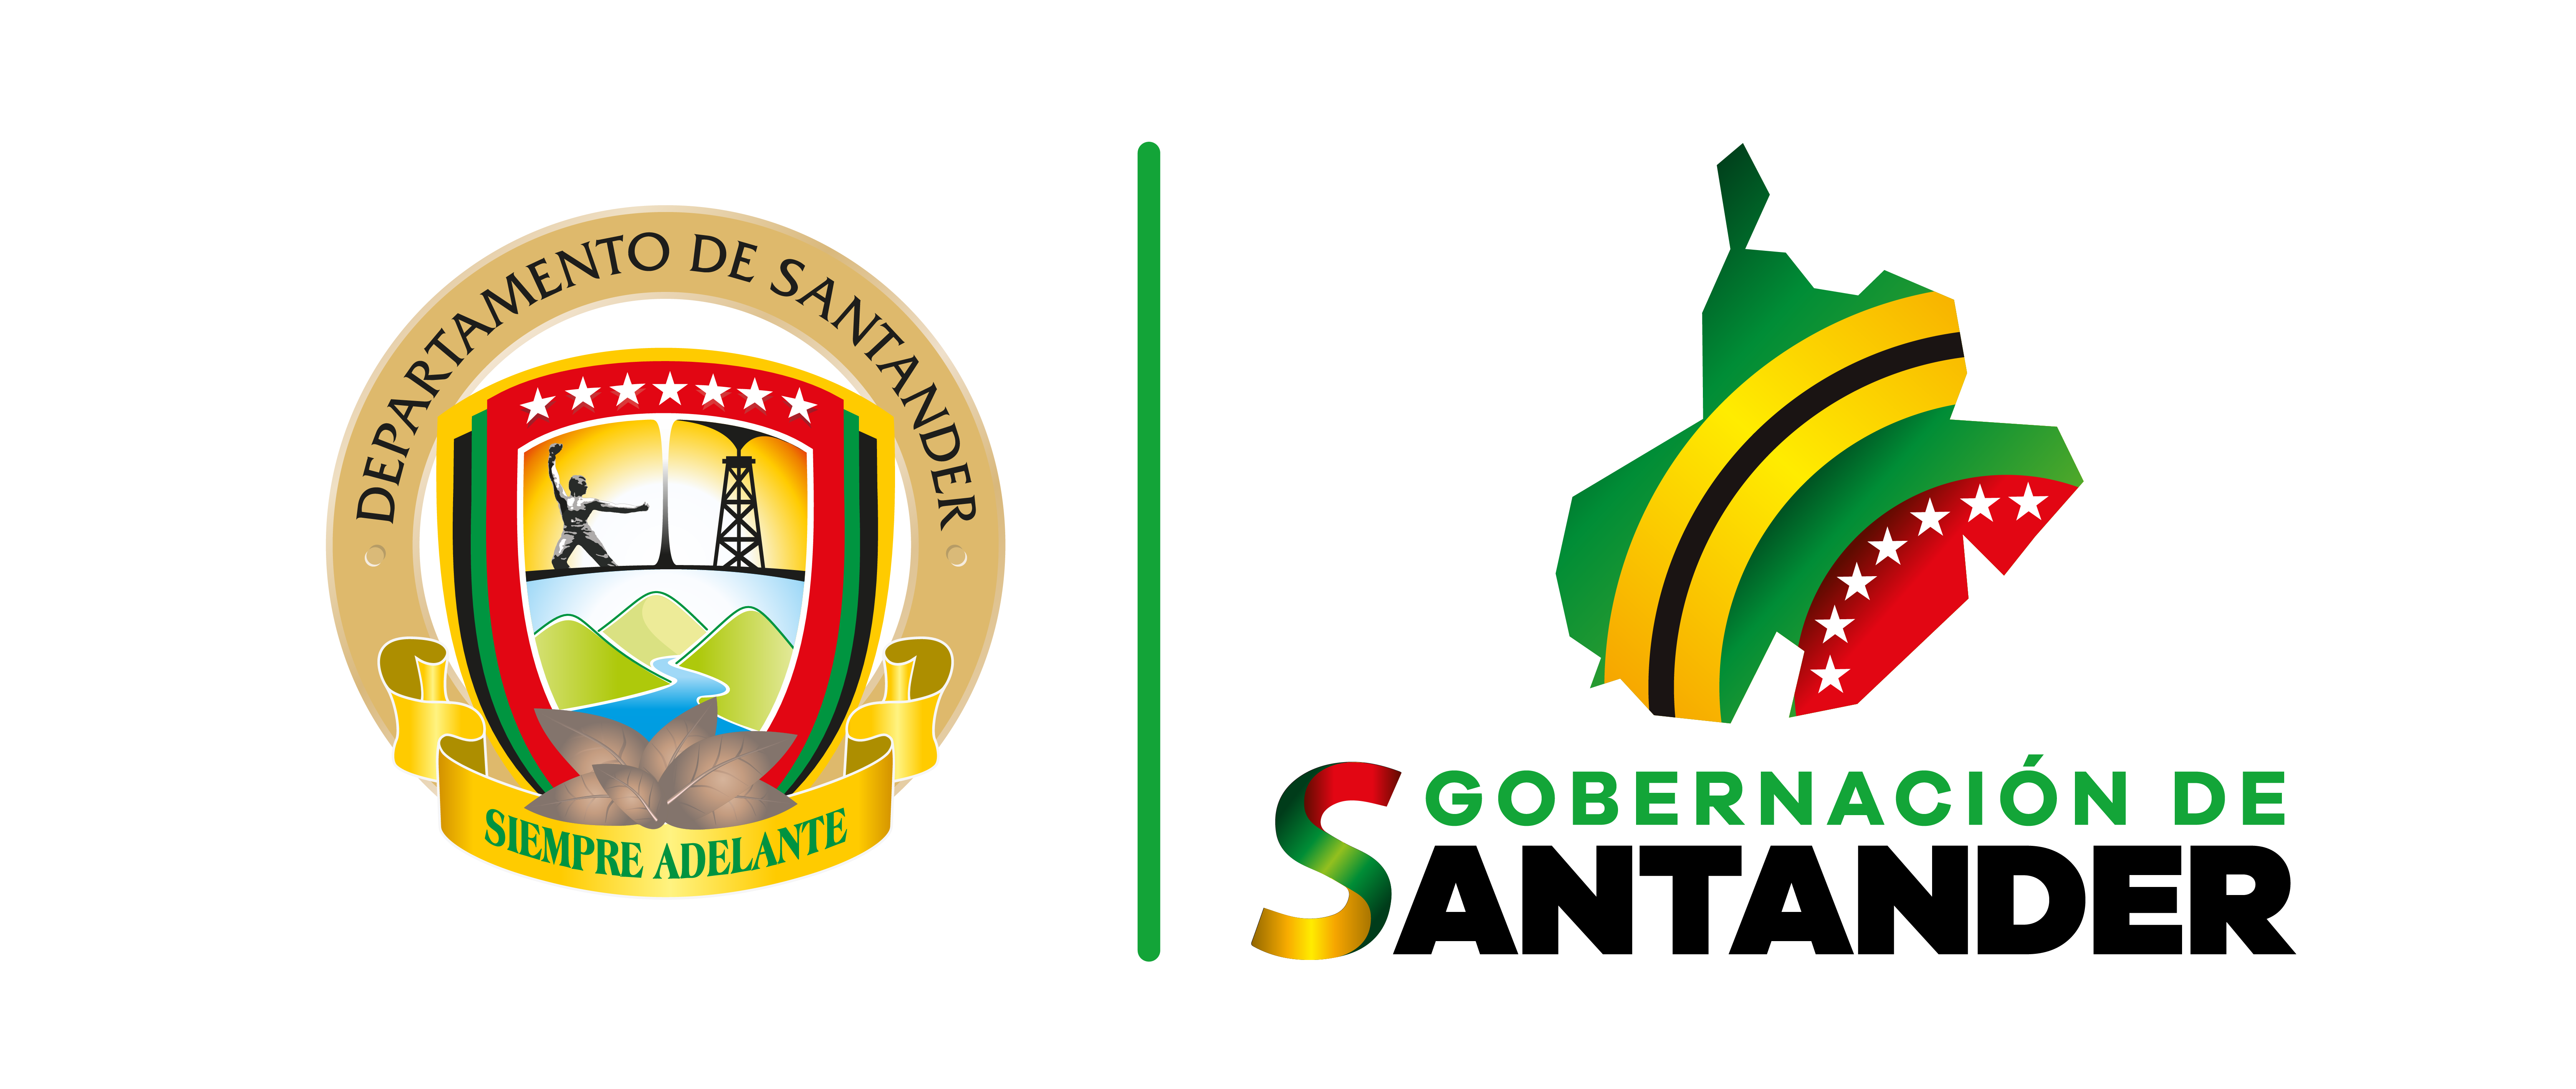 DEPARTAMENTO DE SANTANDER
SIEMPRE ADELANTE
GOBERNACIÓN DE
SANTANDER